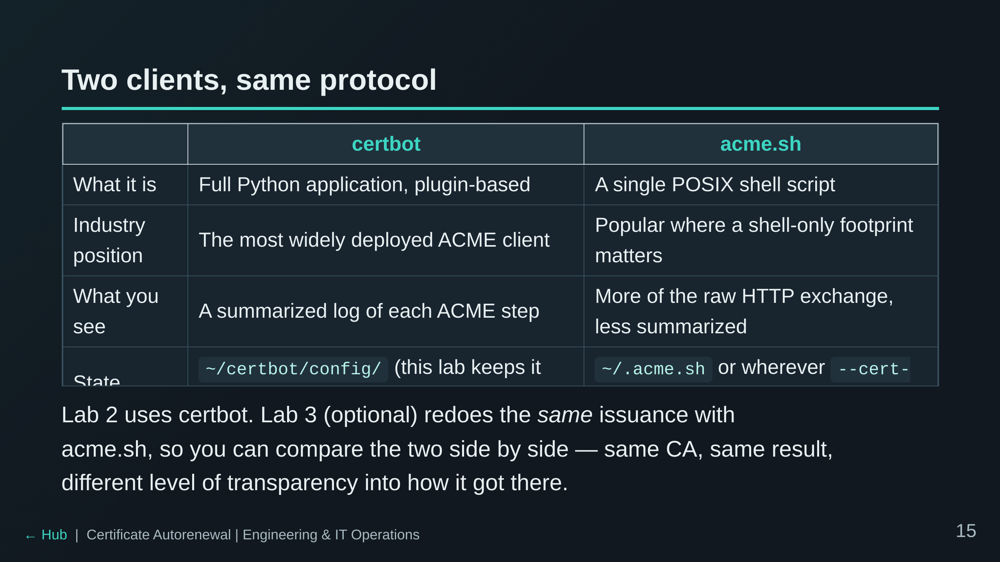 Two clients, same protocol
certbot acme.sh
What it is Full Python application, plugin-based A single POSIX shell script
Industry position The most widely deployed ACME client Popular where a shell-only footprint matters
What you see A summarized log of each ACME step More of the raw HTTP exchange, less summarized
State ~/certbot/config/ (this lab keeps it ~/.acme.sh or wherever --cert-
Lab 2 uses certbot. Lab 3 (optional) redoes the same issuance with
acme.sh, so you can compare the two side by side — same CA, same result,
different level of transparency into how it got there.
← Hub | Certificate Autorenewal | Engineering & IT Operations
15